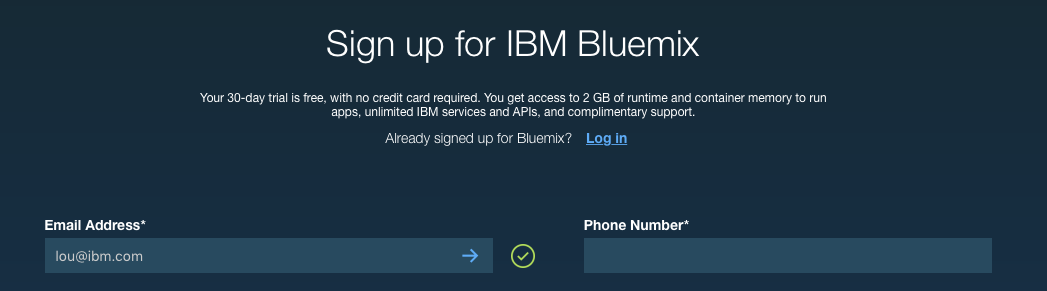 Sign up for IBM Bluemix
Your 30-day trial is free, with no credit card required. You get access to 2 GB of runtime and container memory to run
apps, unlimited IBM services and APIs, and complimentary support.
Already signed up for Bluemix? Log in
Email Address* Phone Number*
lou@ibm.com